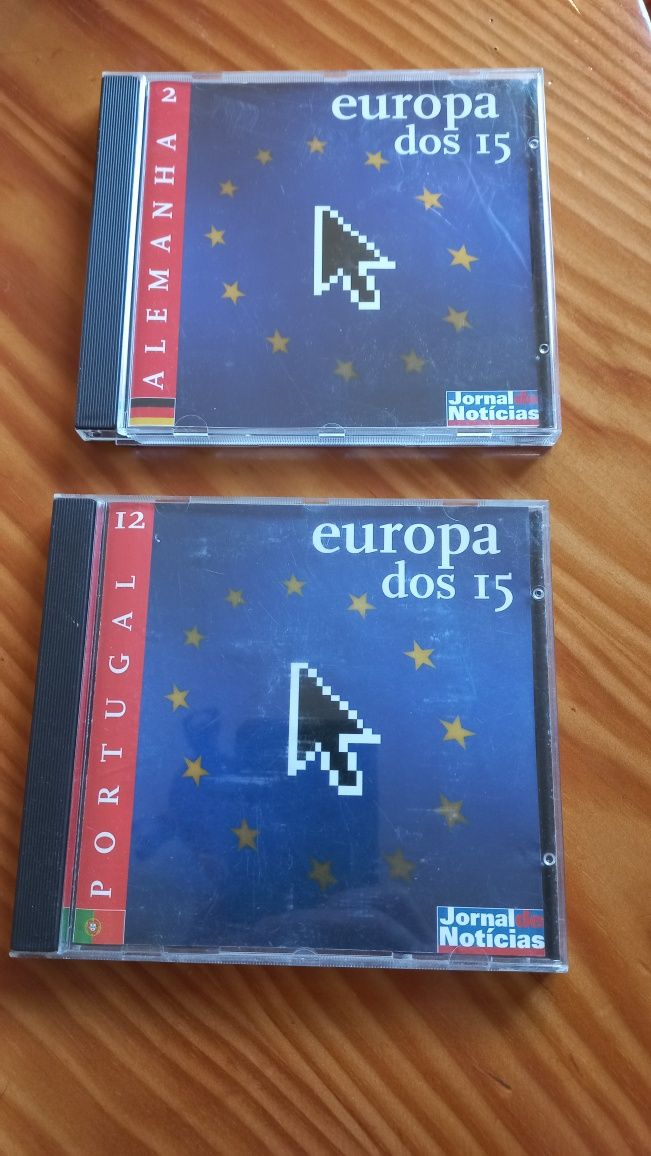 ALEMANHA 2
europa
dos 15
Jornal de
Notícias
PORTUGAL 12
europa
dos 15
Jornal de
Notícias